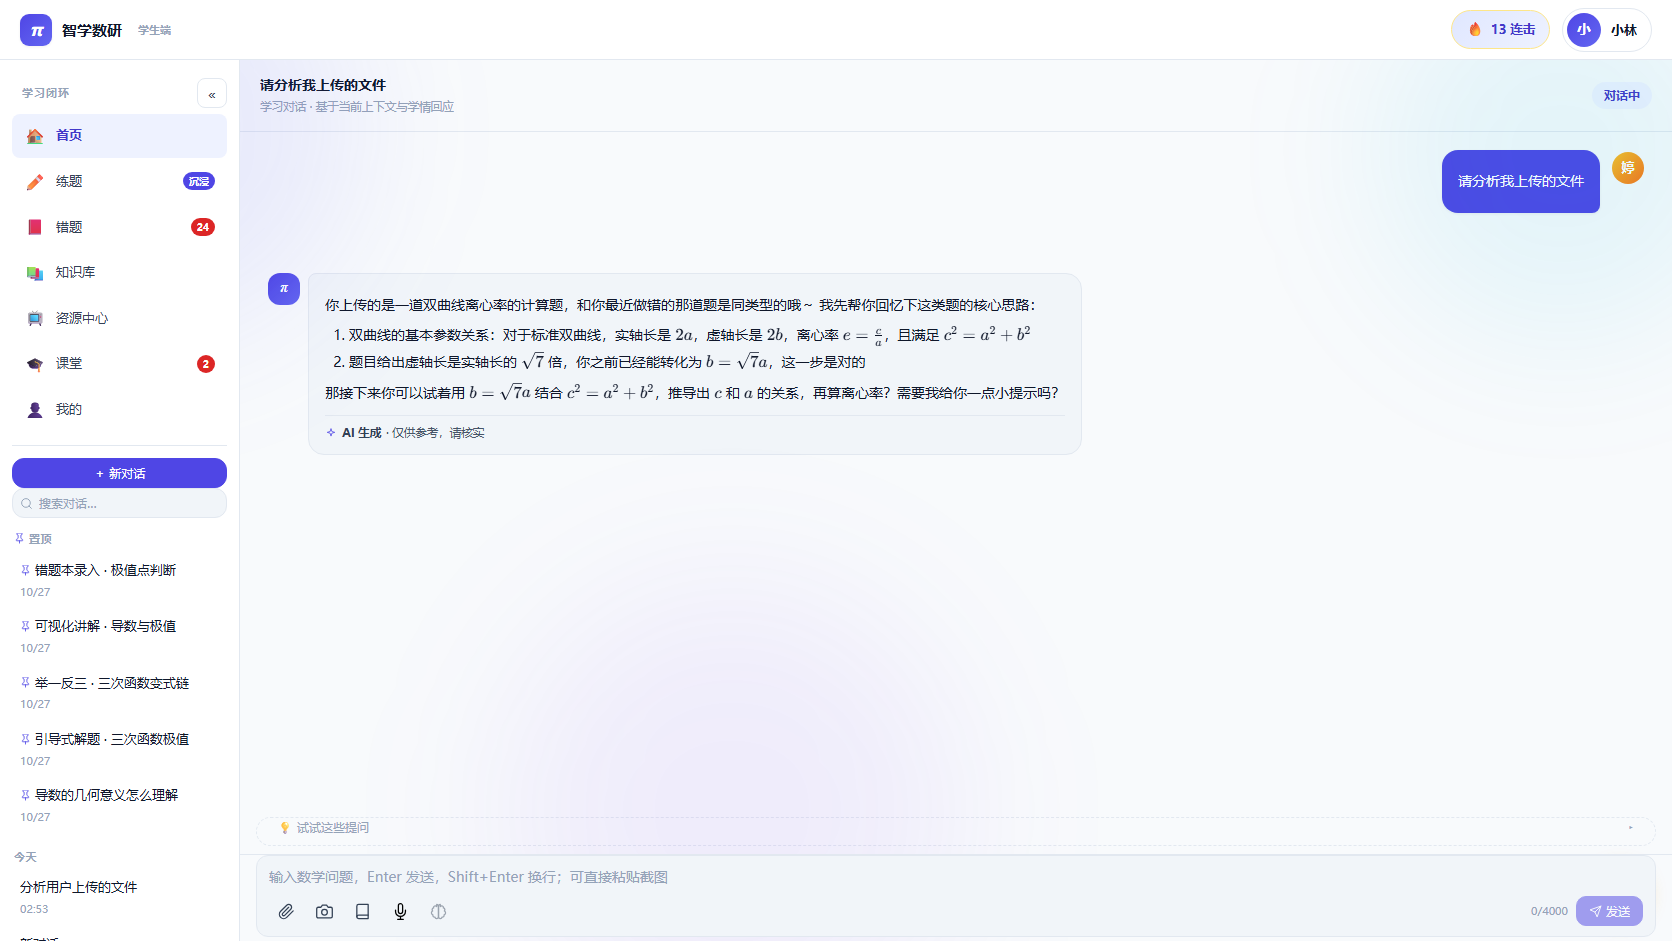 π 智学数研 学生端
13 连击
小 小林
学习闭环 «
首页
练题 沉浸
错题 24
知识库
资源中心
课堂 2
我的
+ 新对话
搜索对话...
置顶
错题本录入 · 极值点判断
10/27
可视化讲解 · 导数与极值
10/27
举一反三 · 三次函数变式链
10/27
引导式解题 · 三次函数极值
10/27
导数的几何意义怎么理解
10/27
今天
分析用户上传的文件
02:53
新对话
请分析我上传的文件
学习对话 · 基于当前上下文与学情回应
对话中
请分析我上传的文件
婷
π
你上传的是一道双曲线离心率的计算题，和你最近做错的那道题是同类型的哦～ 我先帮你回忆下这类题的核心思路：
1. 双曲线的基本参数关系：对于标准双曲线，实轴长是 2a，虚轴长是 2b，离心率 e = c/a，且满足 c² = a² + b²
2. 题目给出虚轴长是实轴长的 √7 倍，你之前已经能转化为 b = √7a，这一步是对的
那接下来你可以试着用 b = √7a 结合 c² = a² + b²，推导出 c 和 a 的关系，再算离心率？需要我给你一点小提示吗？
AI 生成 · 仅供参考，请核实
试试这些提问
输入数学问题，Enter 发送，Shift+Enter 换行；可直接粘贴截图
0/4000
发送